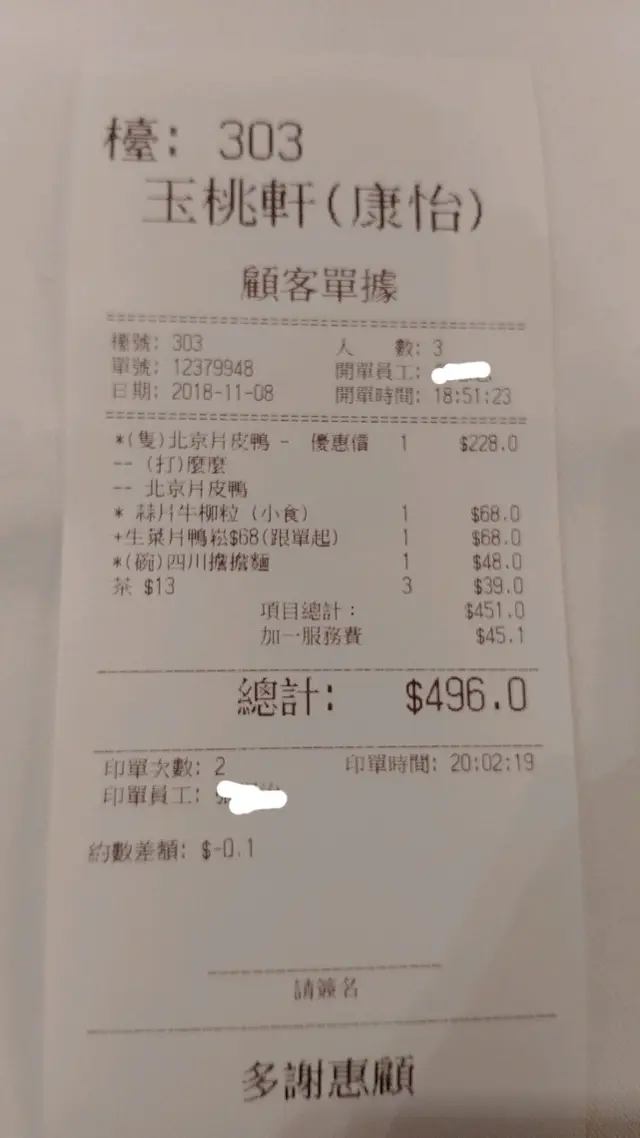 檯: 303
玉桃軒(康怡)
顧客單據
檯號: 303 人 數: 3
單號: 12379948 開單員工:
日期: 2018-11-08 開單時間: 18:51:23
*(隻)北京片皮鴨 - 優惠價 1 $228.0
-- (打)麼麼
-- 北京片皮鴨
* 蒜片牛柳粒 (小食) 1 $68.0
+生菜片鴨崧$68(跟單起) 1 $68.0
*(碗)四川擔擔麵 1 $48.0
茶 $13 3 $39.0
項目總計: $451.0
加一服務費 $45.1
總計: $496.0
印單次數: 2 印單時間: 20:02:19
印單員工:
約數差額: $-0.1
請簽名
多謝惠顧